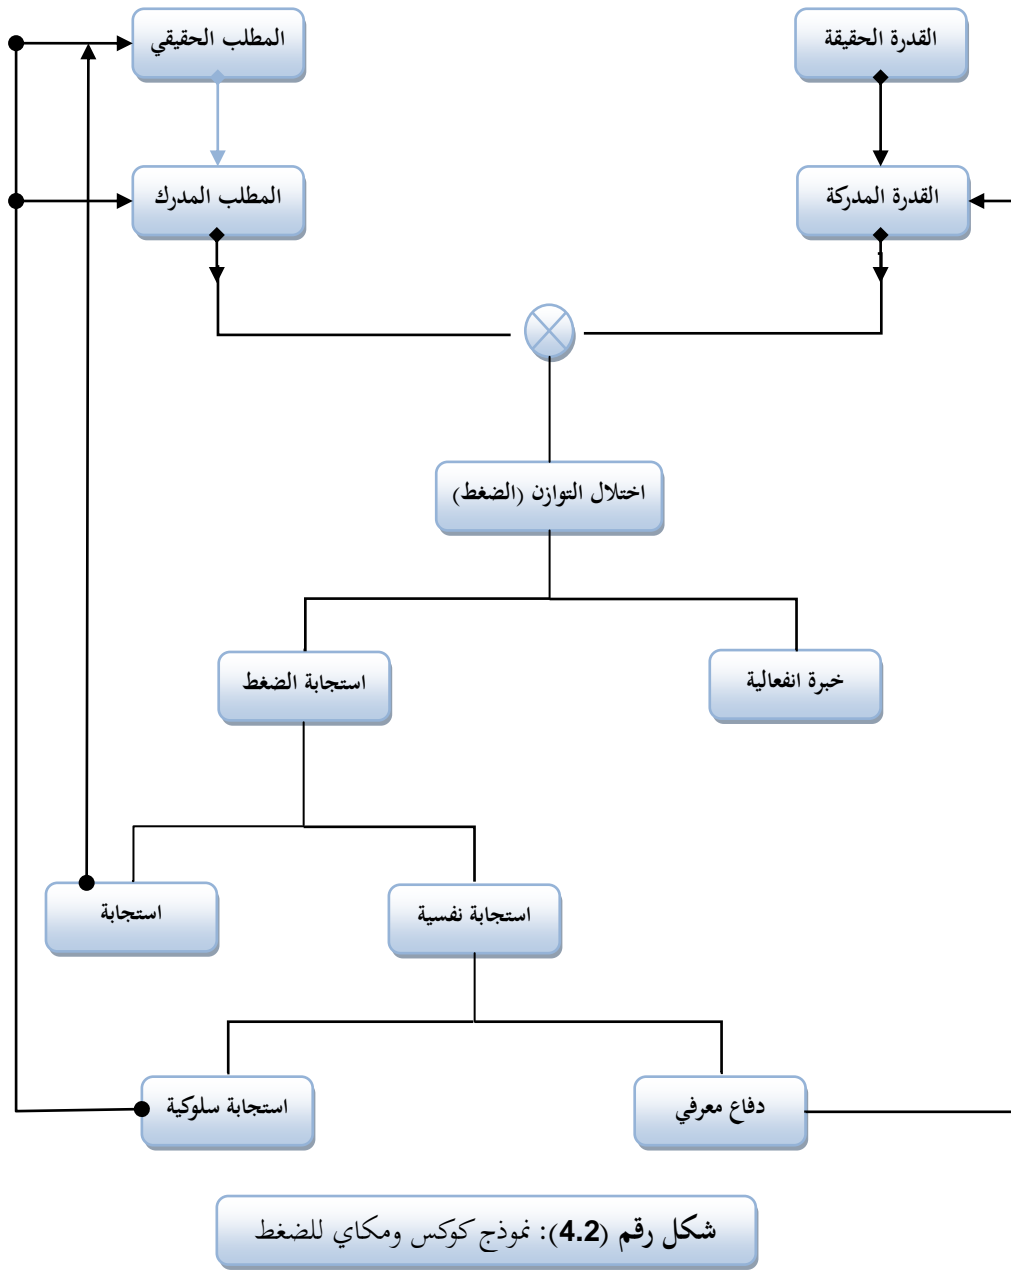 القدرة الحقيقة
المطلب الحقيقي
القدرة المدركة
المطلب المدرك
اختلال التوازن (الضغط)
خبرة انفعالية
استجابة الضغط
استجابة نفسية
استجابة
دفاع معرفي
استجابة سلوكية
شكل رقم (4.2): نموذج كوكس ومكاي للضغط